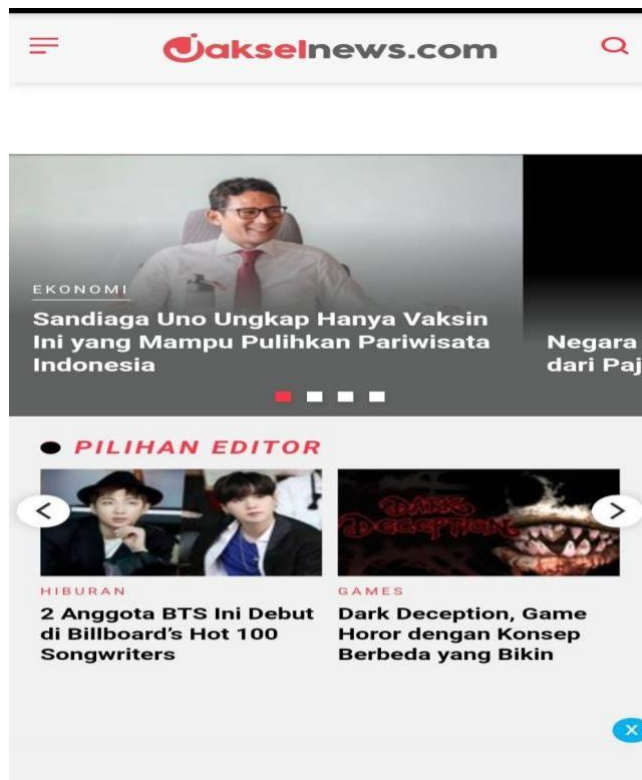 Jakselnews.com
EKONOMI
Sandiaga Uno Ungkap Hanya Vaksin
Ini yang Mampu Pulihkan Pariwisata
Indonesia
Negara
dari Paj
PILIHAN EDITOR
DARK
DECEPTION
HIBURAN
2 Anggota BTS Ini Debut
di Billboard's Hot 100
Songwriters
GAMES
Dark Deception, Game
Horor dengan Konsep
Berbeda yang Bikin